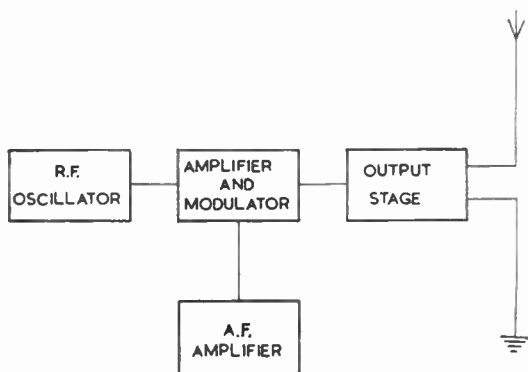 R.F.
OSCILLATOR
AMPLIFIER
AND
MODULATOR
OUTPUT
STAGE
A.F.
AMPLIFIER